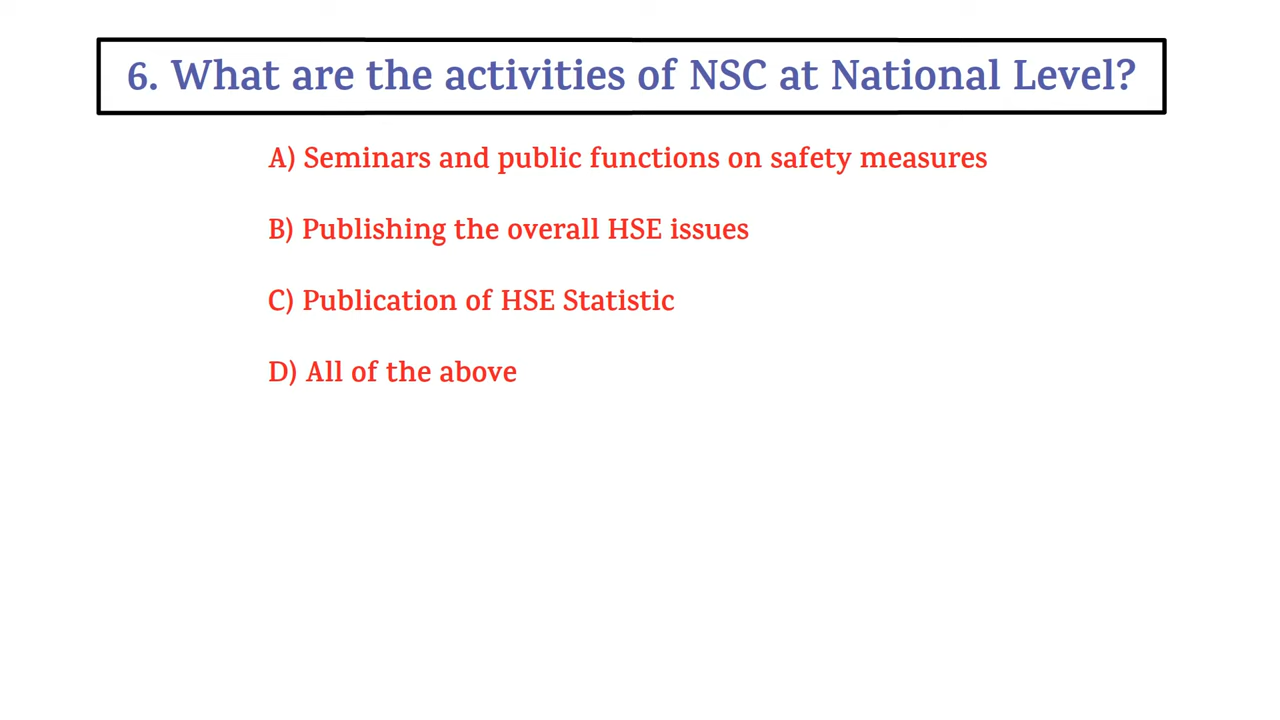 6. What are the activities of NSC at National Level?
A) Seminars and public functions on safety measures
B) Publishing the overall HSE issues
C) Publication of HSE Statistic
D) All of the above